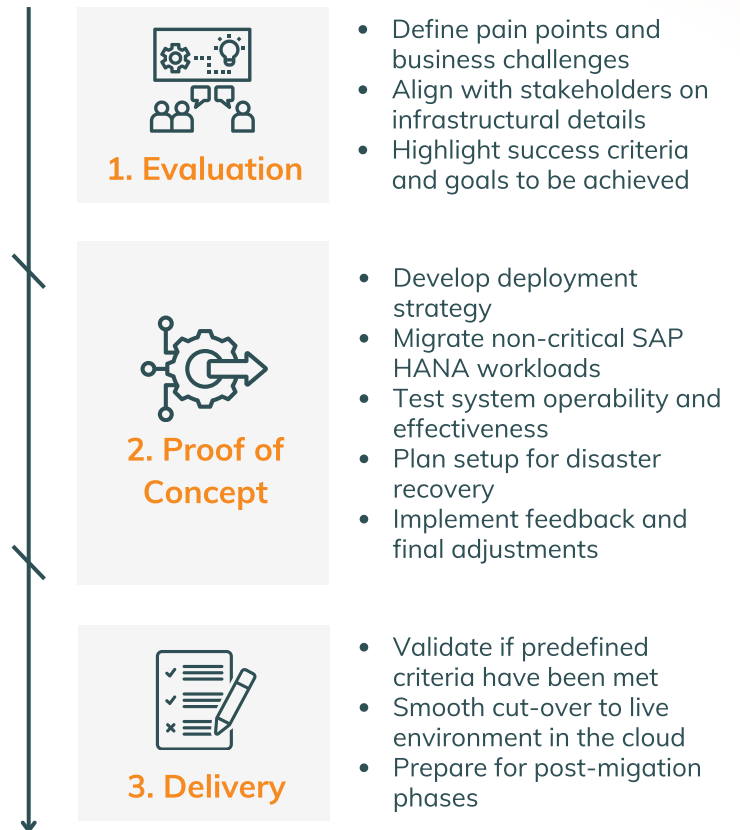 1. Evaluation
• Define pain points and
business challenges
• Align with stakeholders on
infrastructural details
• Highlight success criteria
and goals to be achieved
2. Proof of
Concept
• Develop deployment
strategy
• Migrate non-critical SAP
HANA workloads
• Test system operability and
effectiveness
• Plan setup for disaster
recovery
• Implement feedback and
final adjustments
3. Delivery
• Validate if predefined
criteria have been met
• Smooth cut-over to live
environment in the cloud
• Prepare for post-migation
phases